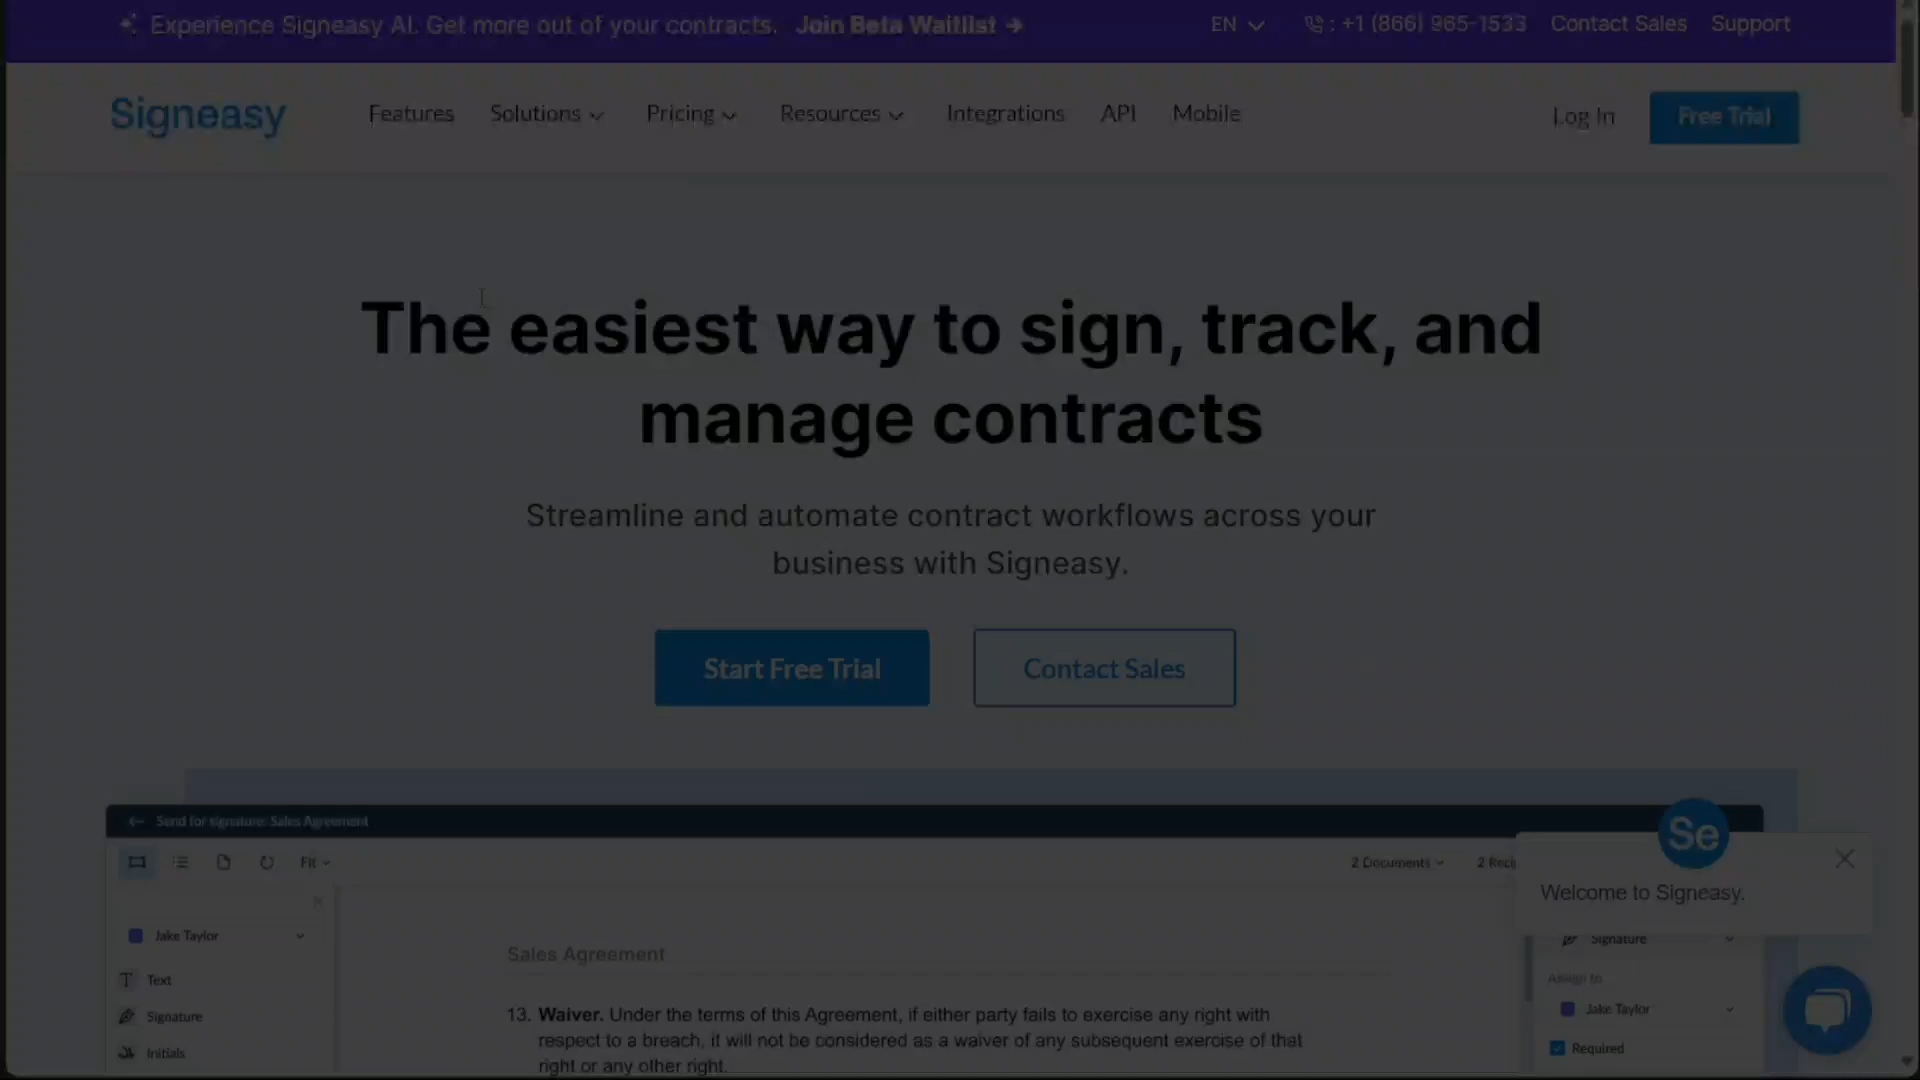 Experience Signeasy AI. Get more out of your contracts. Join Beta Waitlist →
EN
: +1 (866) 965-1533
Contact Sales
Support
Signeasy
Features
Solutions
Pricing
Resources
Integrations
API
Mobile
Log In
Free Trial
The easiest way to sign, track, and
manage contracts
Streamline and automate contract workflows across your
business with Signeasy.
Start Free Trial
Contact Sales
← Send for signature: Sales Agreement
Fit
2 Documents
2 Reci
Se
Welcome to Signeasy.
Jake Taylor
Text
Signature
Initials
Sales Agreement
13. Waiver. Under the terms of this Agreement, if either party fails to exercise any right with
respect to a breach, it will not be considered as a waiver of any subsequent exercise of that
right or any other right.
Signature
Assign to
Jake Taylor
Required